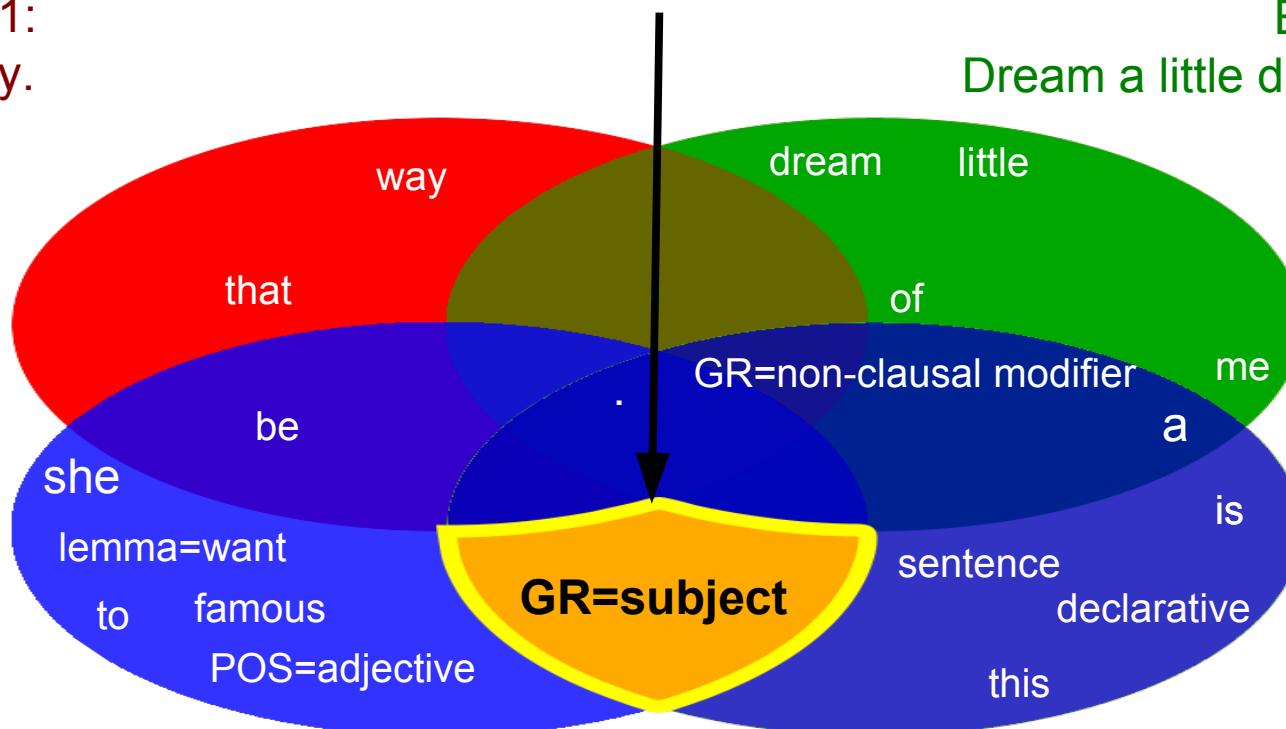 1:
y.
E
Dream a little d
way
dream little
that
of
GR=non-clausal modifier
me
.
be
a
she
is
lemma=want
sentence
GR=subject
to famous
declarative
POS=adjective
this